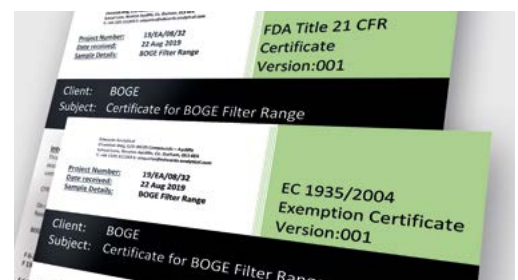 Project Number: 19/EA/08/32
Date received: 22 Aug 2019
Sample Details: BOGE Filter Range
FDA Title 21 CFR
Certificate
Version:001
Client: BOGE
Subject: Certificate for BOGE Filter Range
Edwards Analytical
Project Number: 19/EA/08/32
Date received: 22 Aug 2019
Sample Details: BOGE Filter Range
EC 1935/2004
Exemption Certificate
Version:001
Client: BOGE
Subject: Certificate for BOGE Filter Range